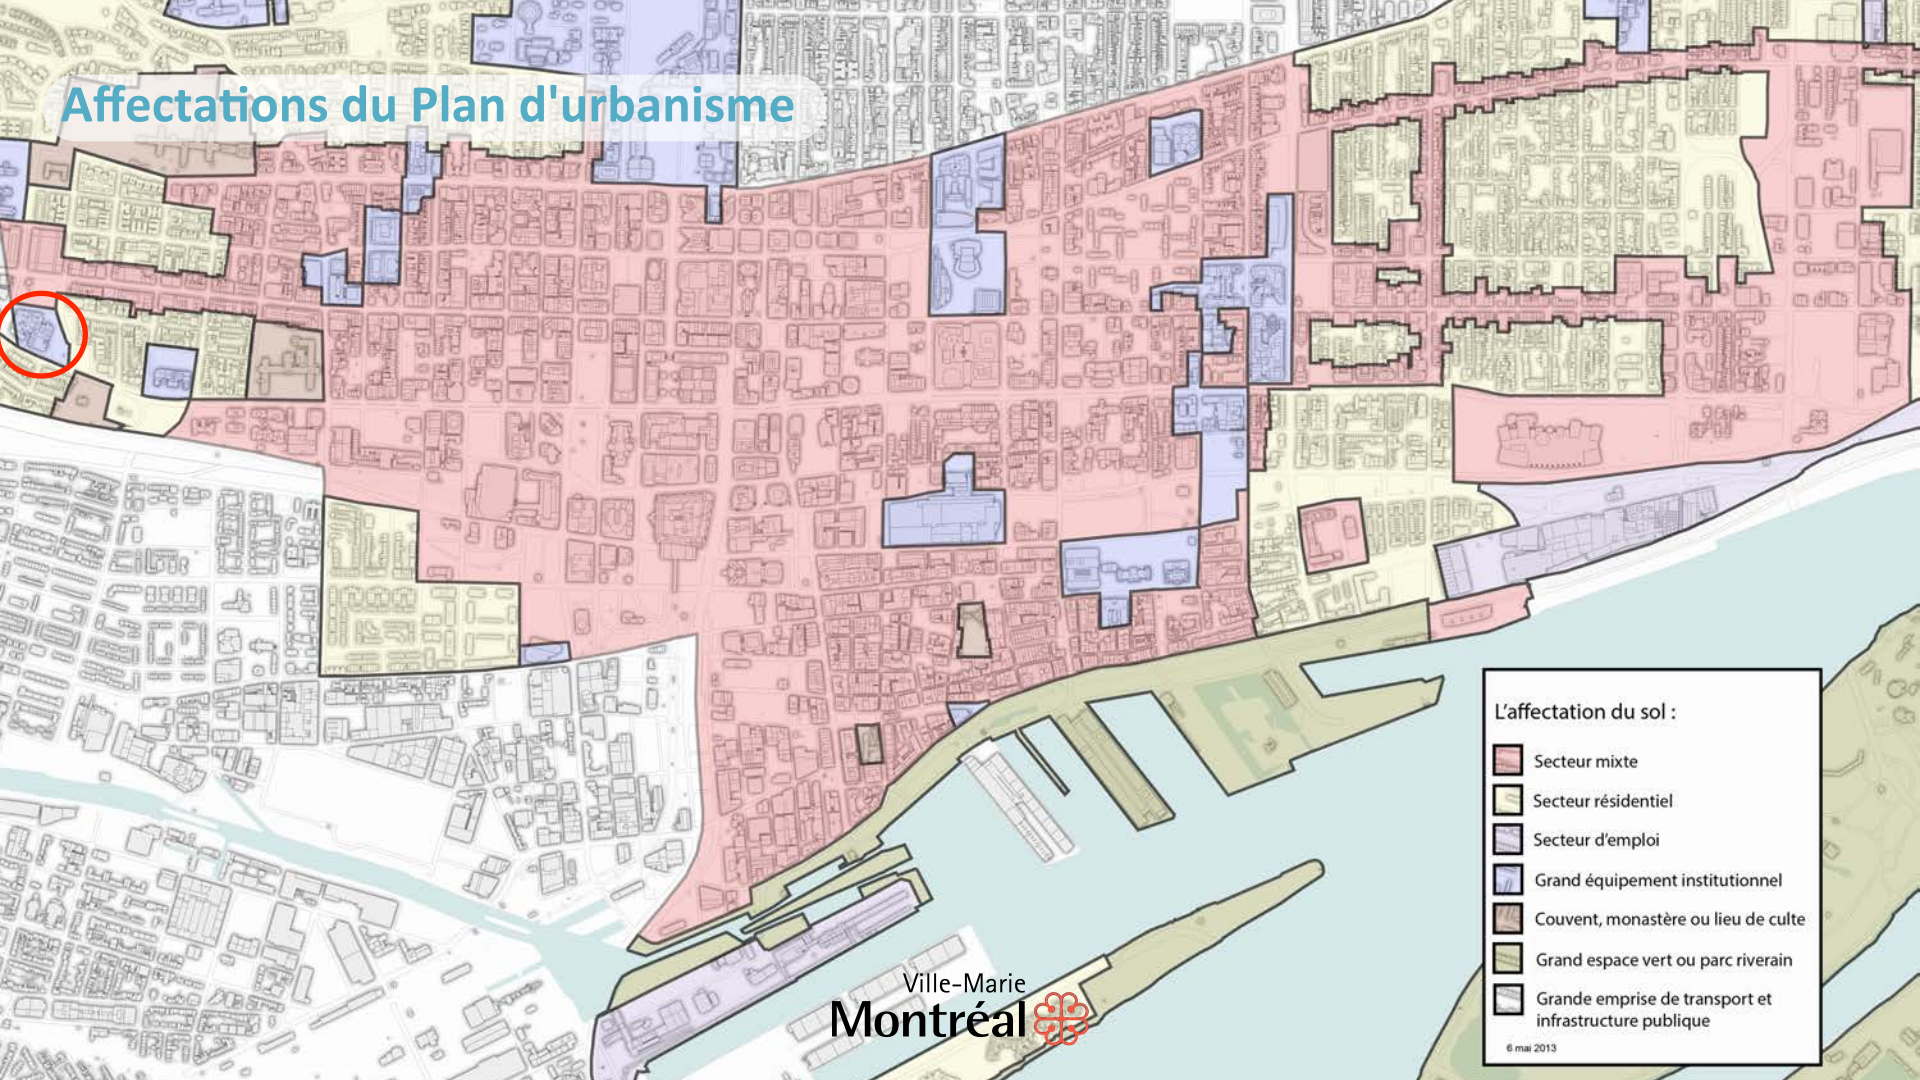 Affectations du Plan d'urbanisme
L'affectation du sol :
Secteur mixte
Secteur résidentiel
Secteur d'emploi
Grand équipement institutionnel
Couvent, monastère ou lieu de culte
Grand espace vert ou parc riverain
Grande emprise de transport et
infrastructure publique
6 mai 2013
Ville-Marie
Montréal